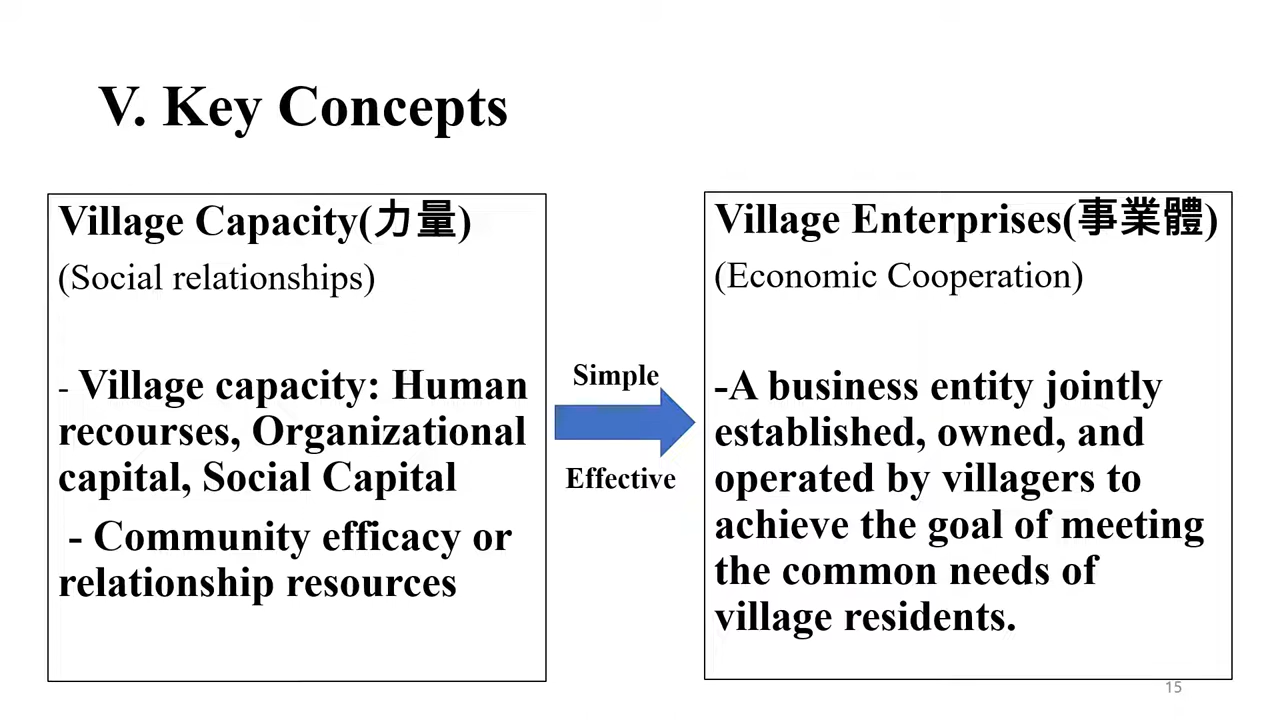 V. Key Concepts
Village Capacity(力量)
(Social relationships)
- Village capacity: Human
recourses, Organizational
capital, Social Capital
- Community efficacy or
relationship resources
Simple
Effective
Village Enterprises(事業體)
(Economic Cooperation)
-A business entity jointly
established, owned, and
operated by villagers to
achieve the goal of meeting
the common needs of
village residents.
15